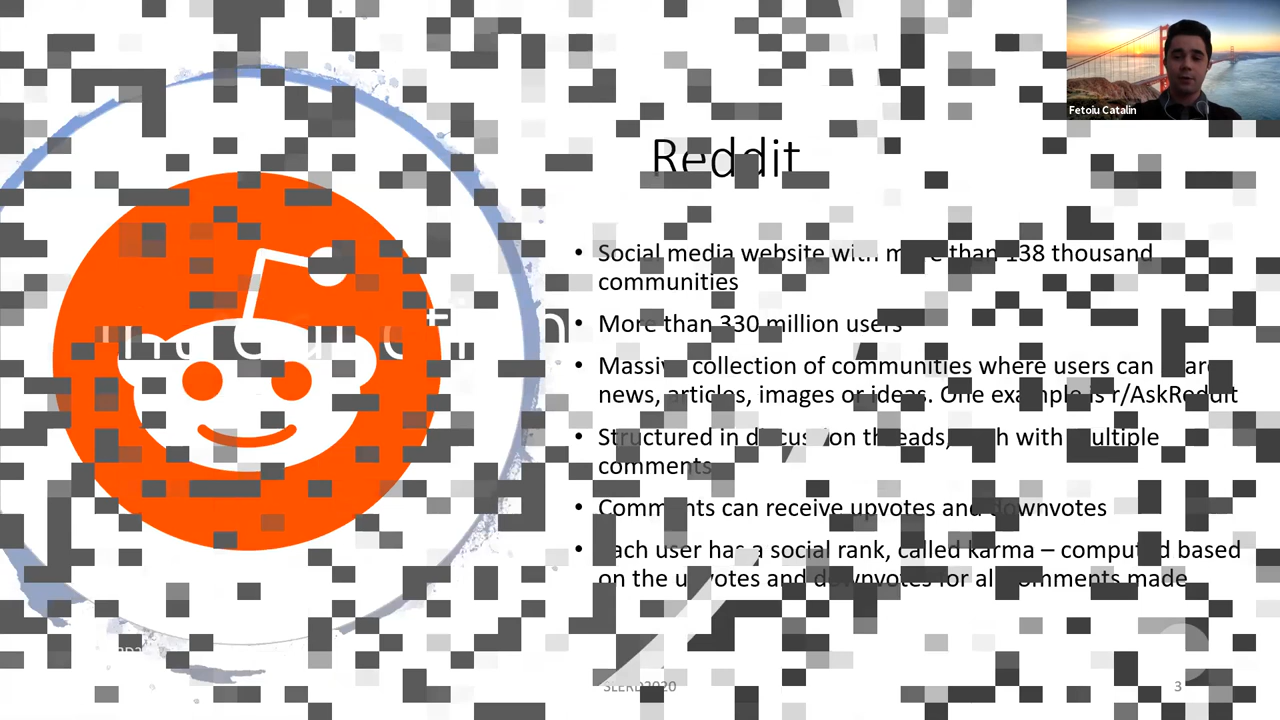 Fetoiu Catalin
Reddit
• Social media website with more than 138 thousand
communities
• More than 330 million users
• Massive collection of communities where users can share
news, articles, images or ideas. One example is r/AskReddit
• Structured in discussion threads, each with multiple
comments
• Comments can receive upvotes and downvotes
• Each user has a social rank, called karma – computed based
on the upvotes and downvotes for all comments made
SLERD2020
3